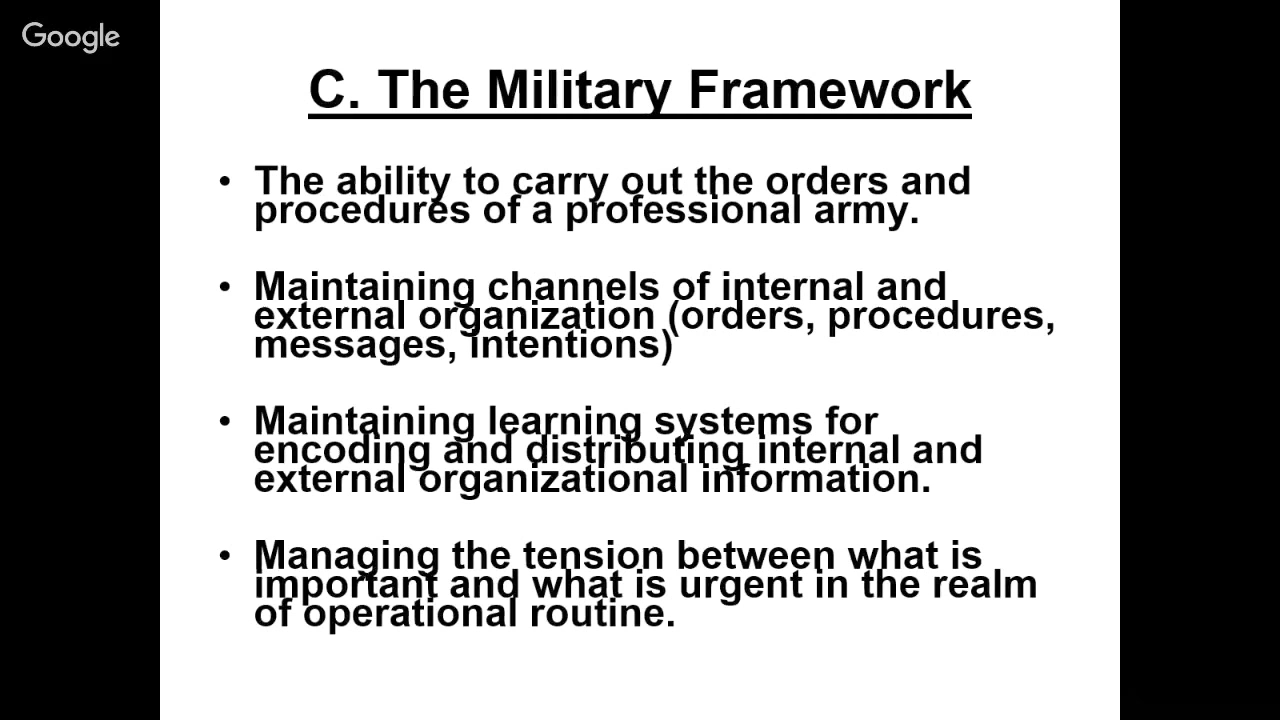 Google
C. The Military Framework
• The ability to carry out the orders and
procedures of a professional army.
• Maintaining channels of internal and
external organization (orders, procedures,
messages, intentions)
• Maintaining learning systems for
encoding and distributing internal and
external organizational information.
• Managing the tension between what is
important and what is urgent in the realm
of operational routine.